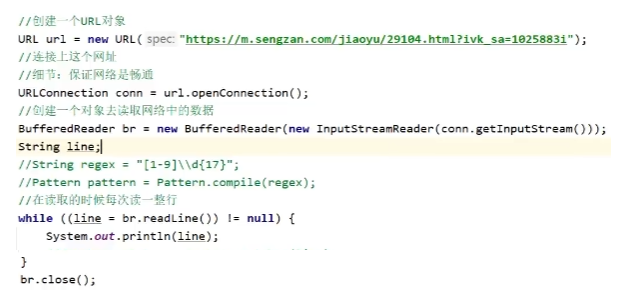 //创建一个URL对象
URL url = new URL( spec: "https://m.sengzan.com/jiaoyu/29104.html?ivk_sa=1025883i");
//连接上这个网址
//细节：保证网络是畅通
URLConnection conn = url.openConnection();
//创建一个对象去读取网络中的数据
BufferedReader br = new BufferedReader(new InputStreamReader(conn.getInputStream()));
String line;
//String regex = "[1-9]\\d{17}";
//Pattern pattern = Pattern.compile(regex);
//在读取的时候每次读一整行
while ((line = br.readLine()) != null) {
System.out.println(line);
}
br.close();